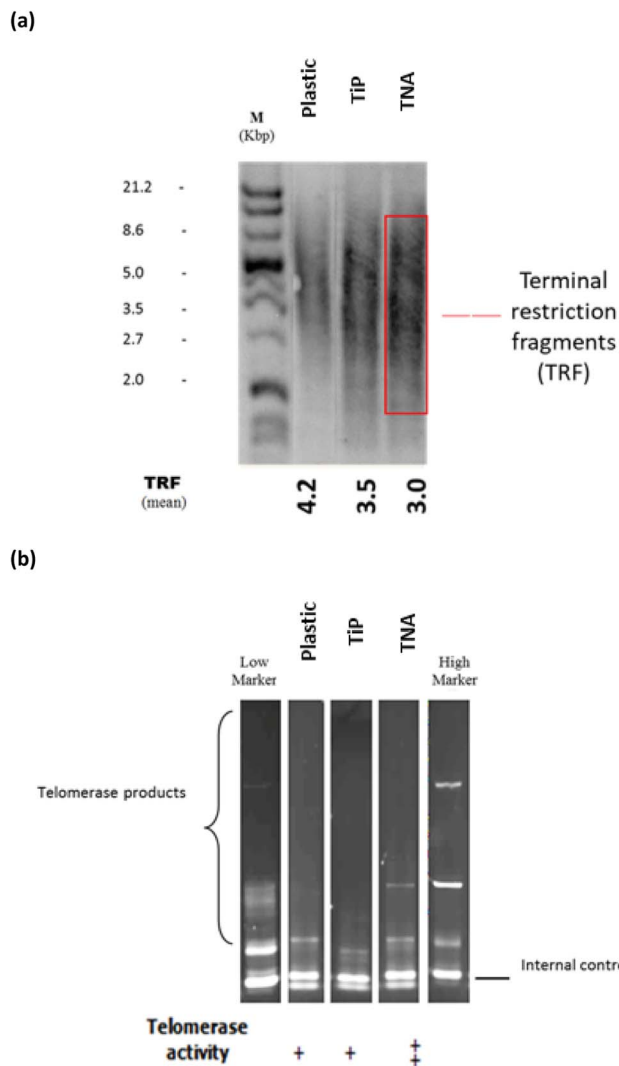 (a)
Plastic
TiP
TNA
M
(Kbp)
21.2 -
8.6 -
5.0 -
3.5 -
2.7 -
2.0 -
Terminal
restriction
fragments
(TRF)
TRF
(mean)
4.2
3.5
3.0
(b)
Plastic
TiP
TNA
Low
Marker
High
Marker
Telomerase products
Internal contro
Telomerase
activity
+
+
++